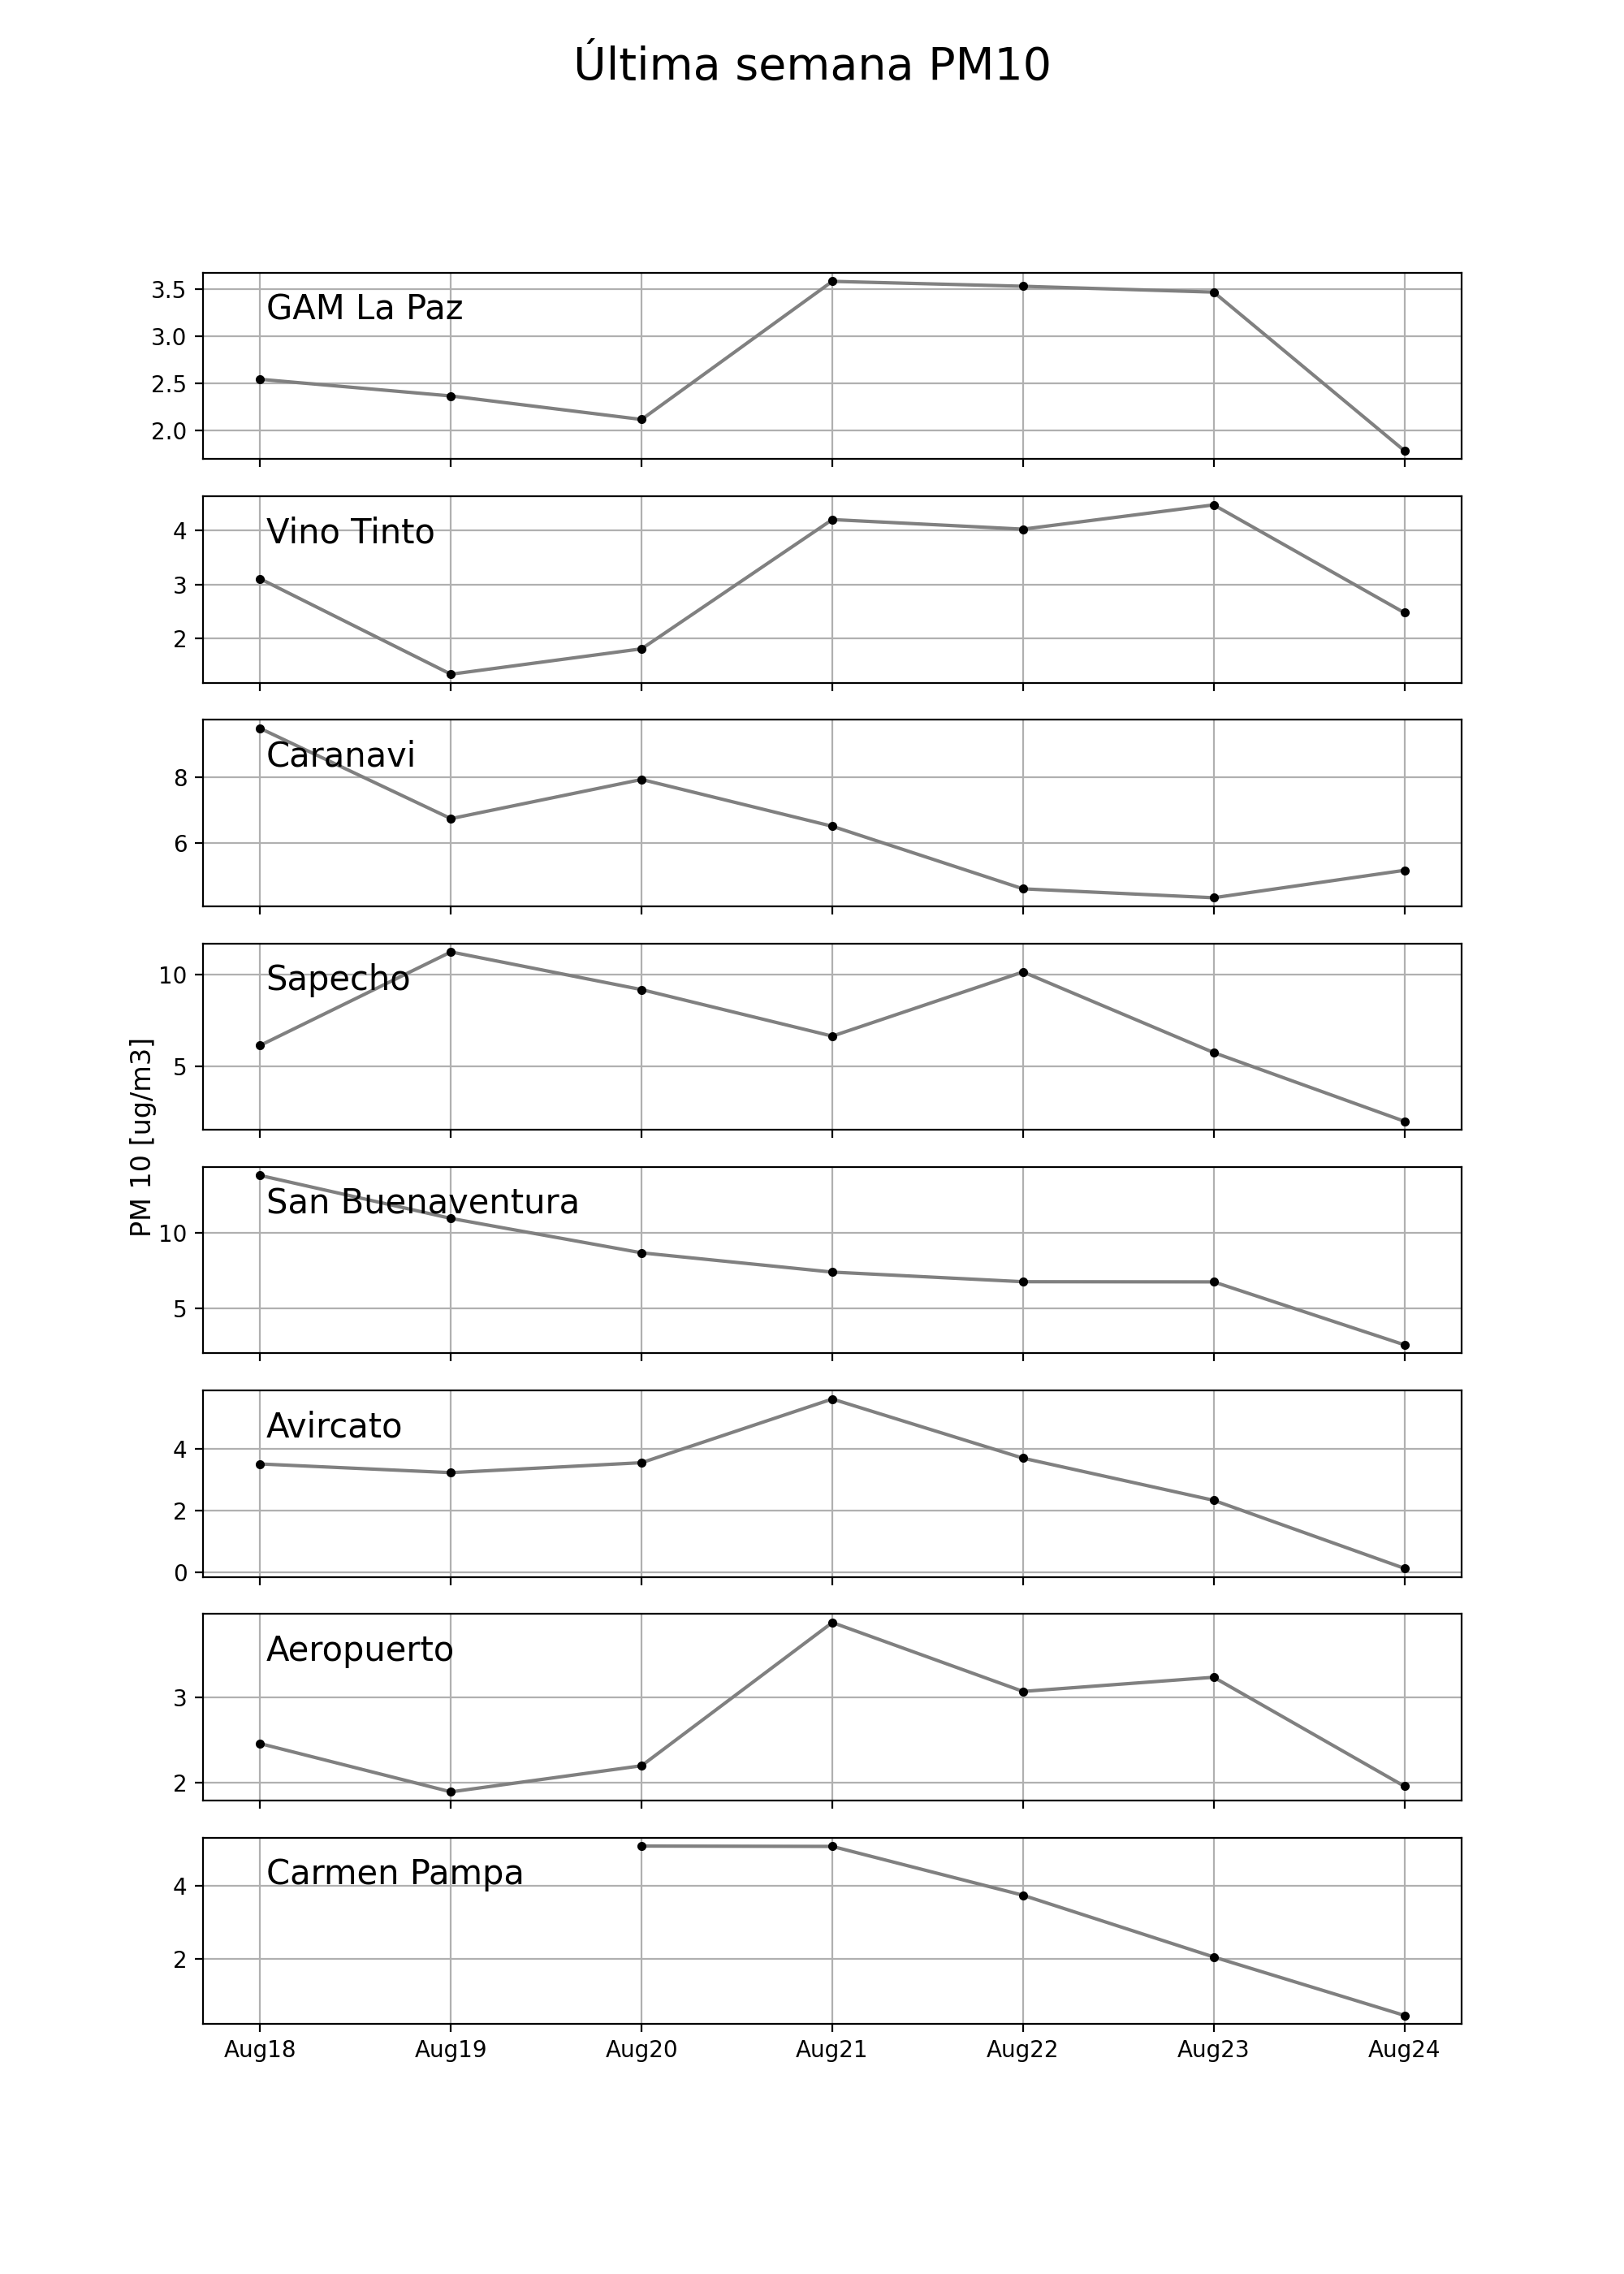 Última semana PM10
3.5
3.0
2.5
2.0
GAM La Paz
4
3
2
Vino Tinto
8
6
Caranavi
10
5
Sapecho
PM 10 [ug/m3]
10
5
San Buenaventura
4
2
0
Avircato
3
2
Aeropuerto
4
2
Carmen Pampa
Aug18 Aug19 Aug20 Aug21 Aug22 Aug23 Aug24